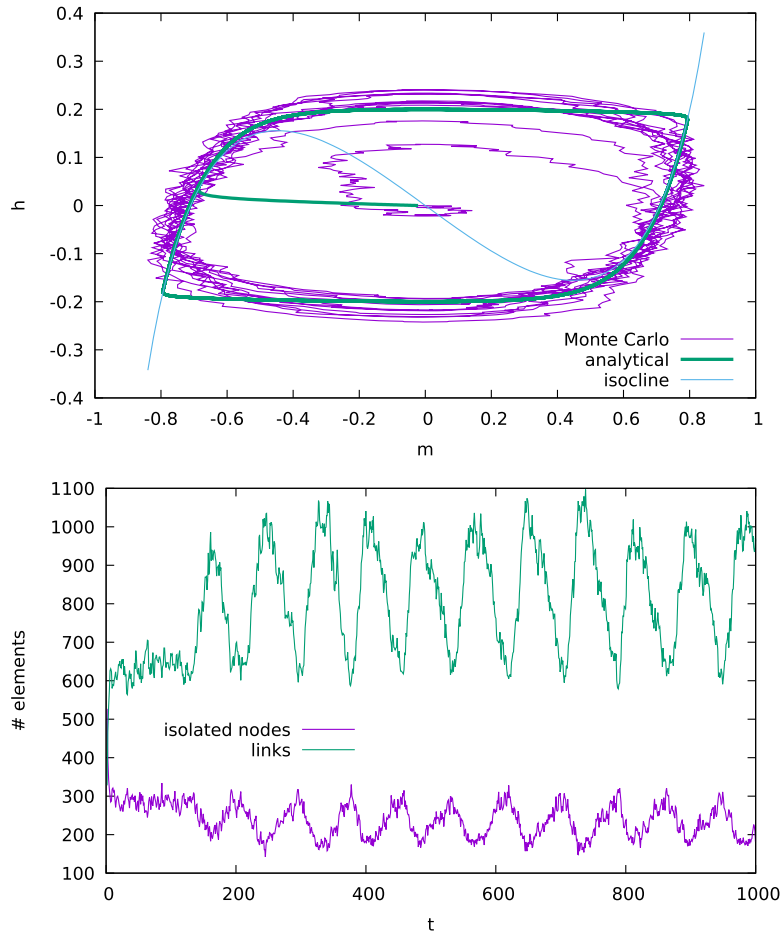 0.4
0.3
0.2
0.1
0
-0.1
-0.2
-0.3
-0.4
h
-1 -0.8 -0.6 -0.4 -0.2 0 0.2 0.4 0.6 0.8 1
m
Monte Carlo
analytical
isocline
1100
1000
900
800
700
600
500
400
300
200
100
# elements
isolated nodes
links
0 200 400 600 800 1000
t